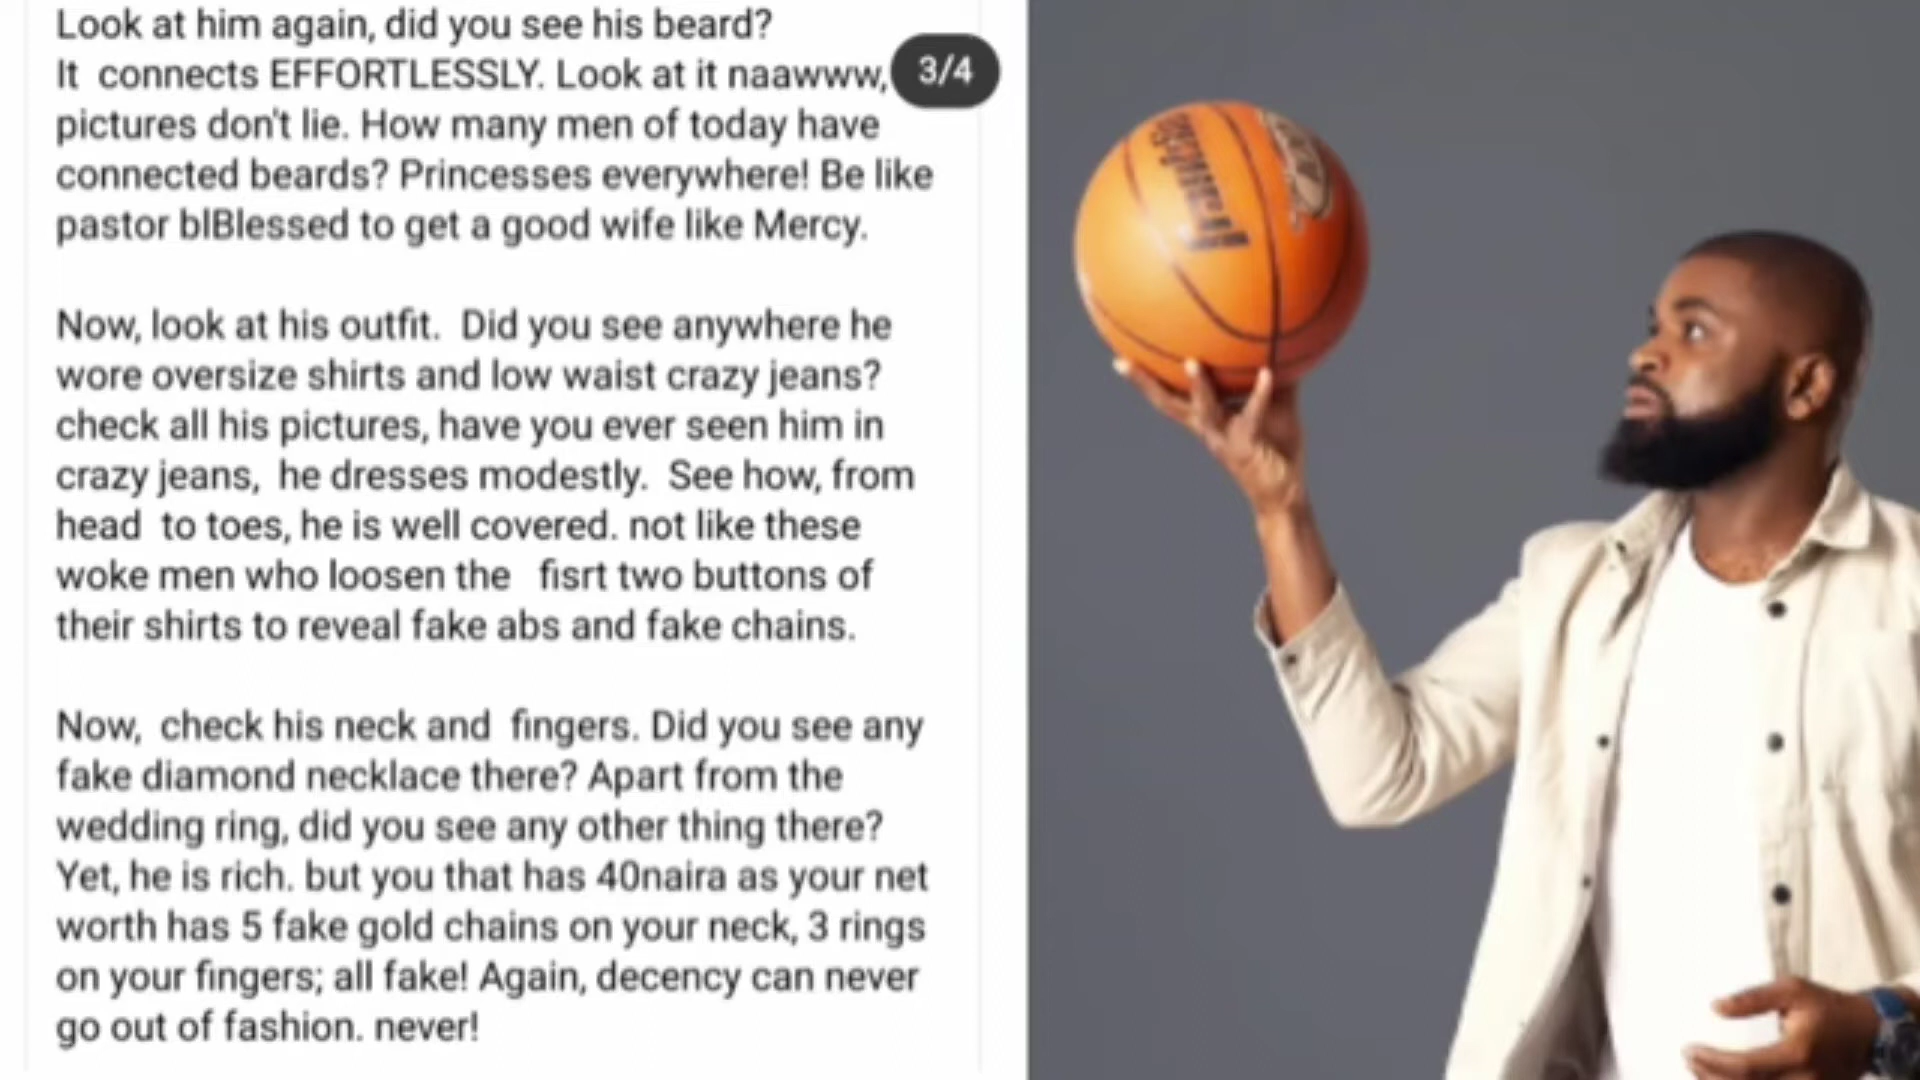 Look at him again, did you see his beard?
It connects EFFORTLESSLY. Look at it naawww,
3/4
pictures don't lie. How many men of today have
connected beards? Princesses everywhere! Be like
pastor blBlessed to get a good wife like Mercy.
Now, look at his outfit. Did you see anywhere he
wore oversize shirts and low waist crazy jeans?
check all his pictures, have you ever seen him in
crazy jeans, he dresses modestly. See how, from
head to toes, he is well covered. not like these
woke men who loosen the fisrt two buttons of
their shirts to reveal fake abs and fake chains.
Now, check his neck and fingers. Did you see any
fake diamond necklace there? Apart from the
wedding ring, did you see any other thing there?
Yet, he is rich. but you that has 40naira as your net
worth has 5 fake gold chains on your neck, 3 rings
on your fingers; all fake! Again, decency can never
go out of fashion. never!